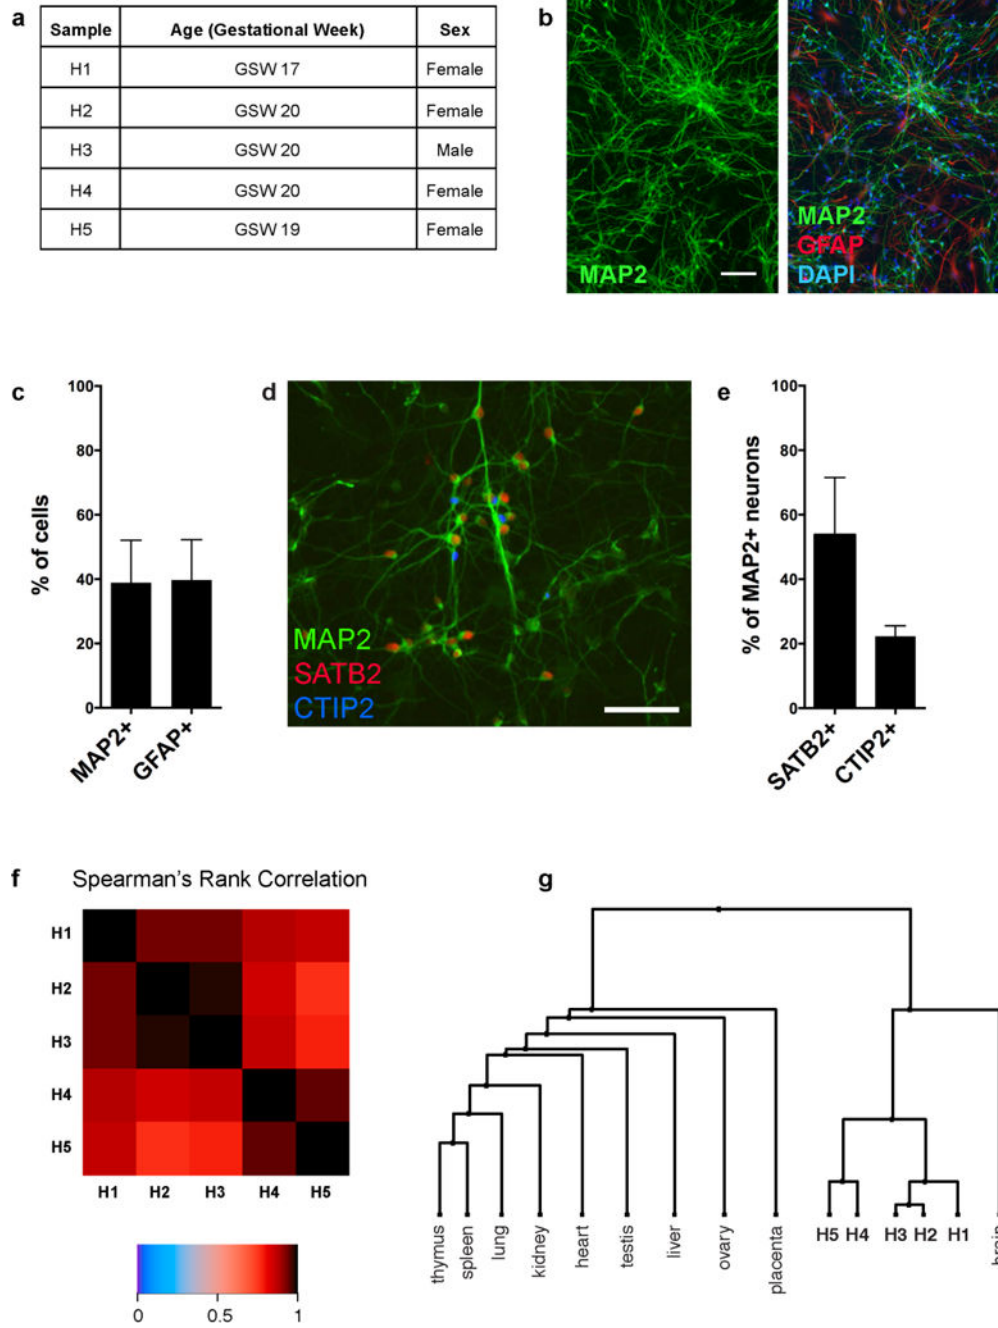 a
Sample Age (Gestational Week) Sex
H1 GSW 17 Female
H2 GSW 20 Female
H3 GSW 20 Male
H4 GSW 20 Female
H5 GSW 19 Female
b
MAP2
MAP2
GFAP
DAPI
c
% of cells
100
80
60
40
20
0
MAP2+
GFAP+
d
MAP2
SATB2
CTIP2
e
% of MAP2+ neurons
100
80
60
40
20
0
SATB2+
CTIP2+
f
Spearman's Rank Correlation
H1
H2
H3
H4
H5
H1 H2 H3 H4 H5
0 0.5 1
g
thymus
spleen
lung
kidney
heart
testis
liver
ovary
placenta
H5 H4 H3 H2 H1
brain